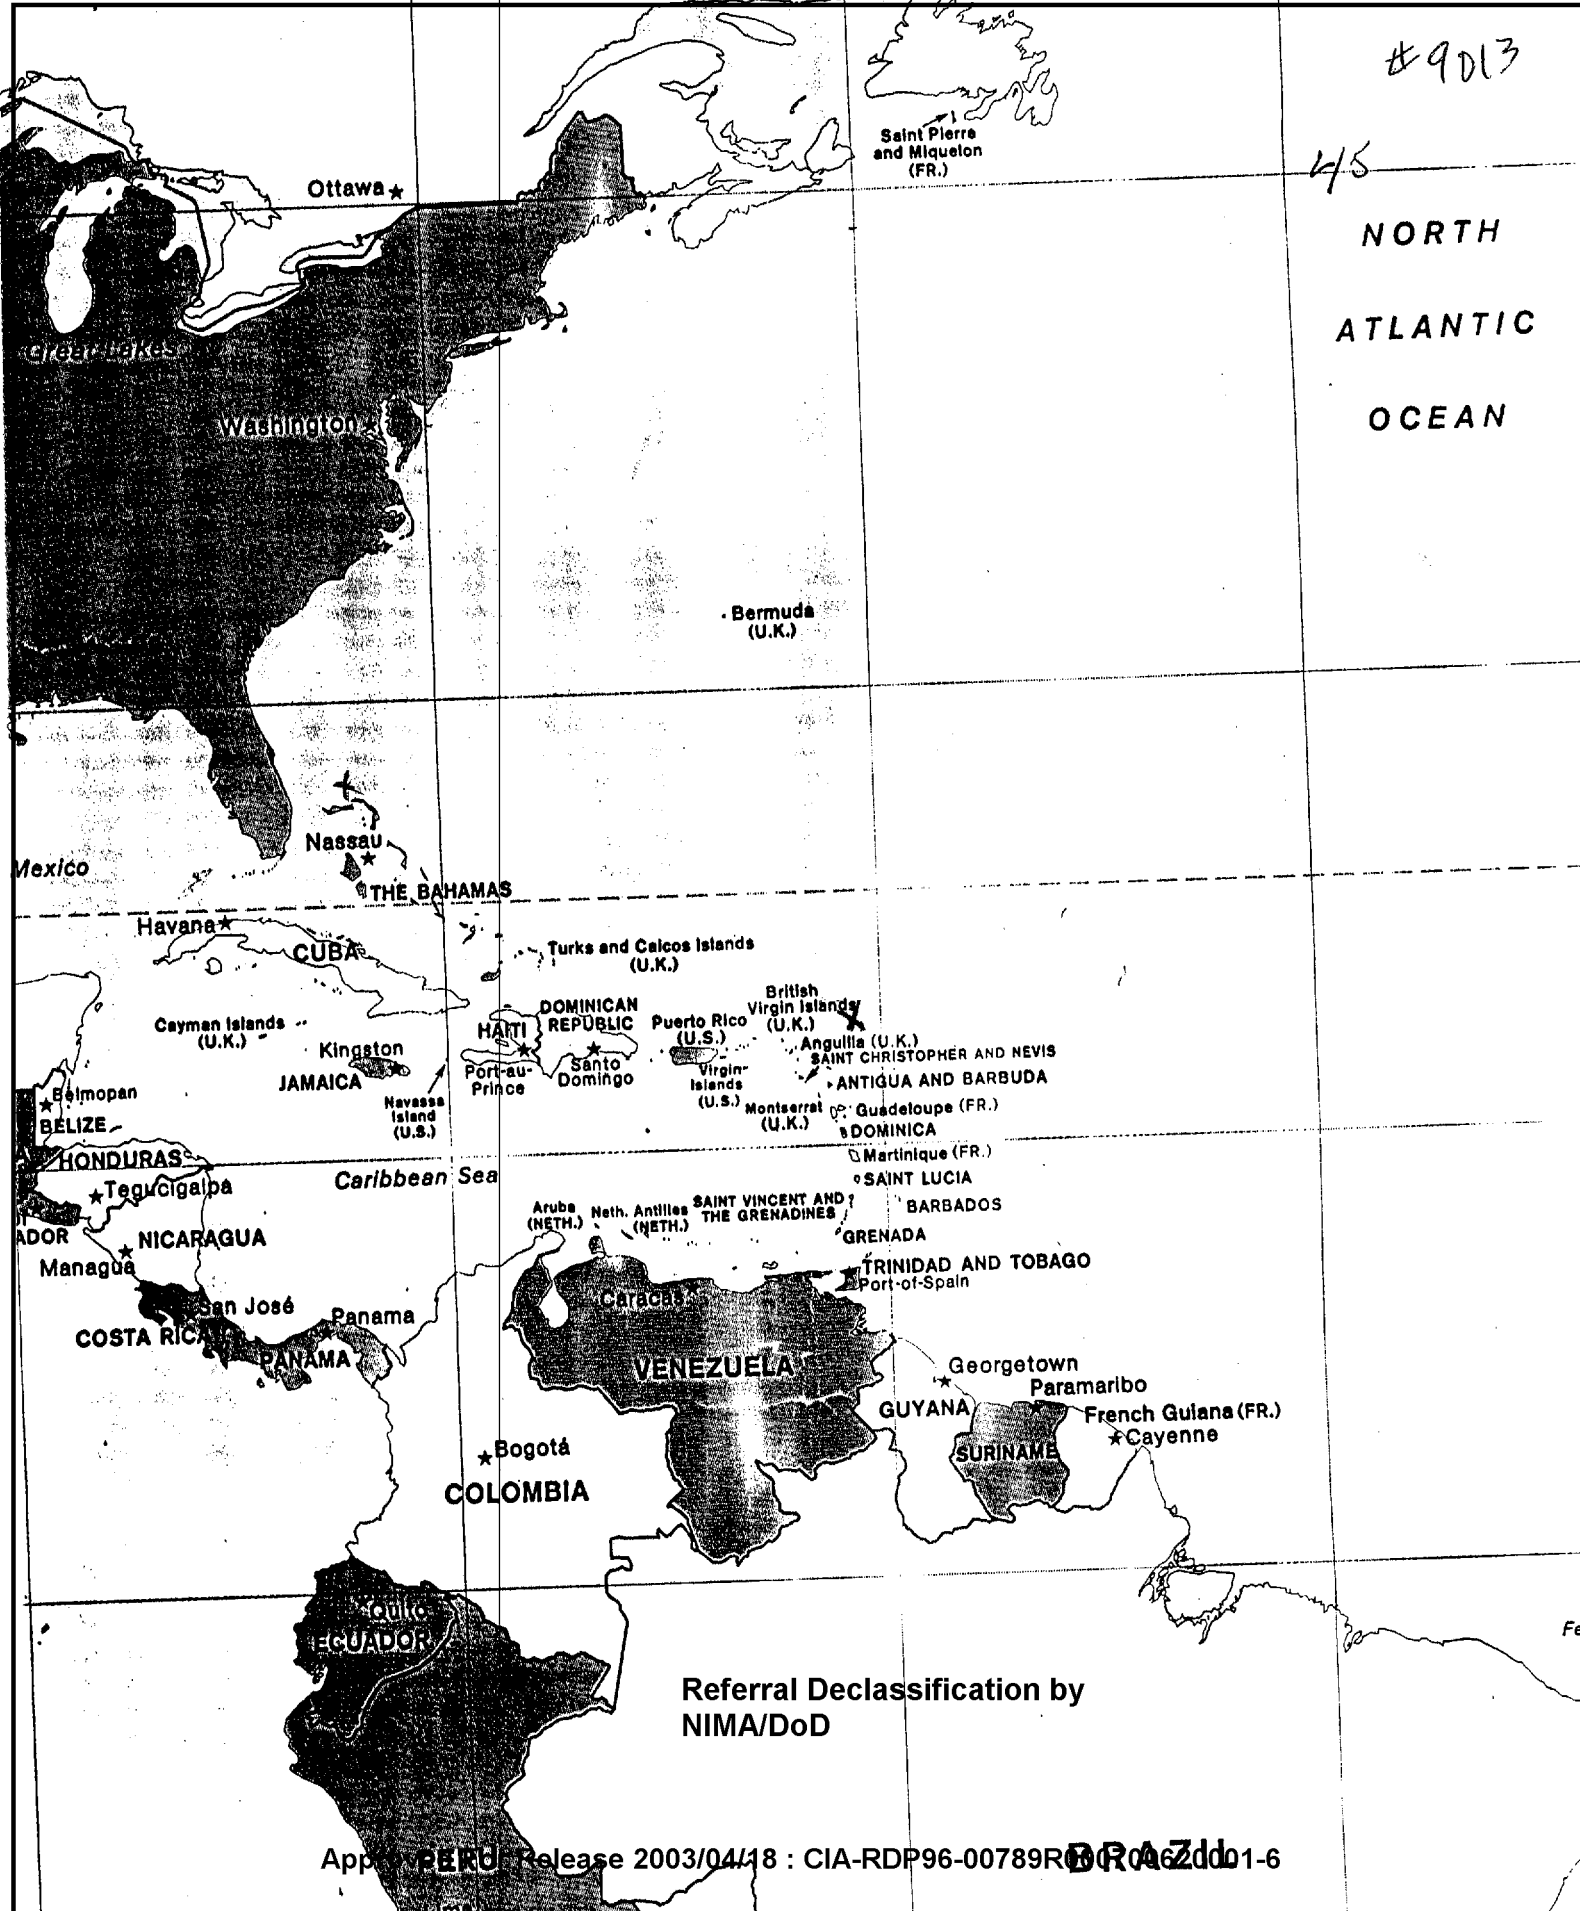 #9013
Saint Pierre
and Miquelon
(FR.)
45
Ottawa
NORTH
ATLANTIC
OCEAN
Great Lakes
Washington
Bermuda
(U.K.)
Nassau
Mexico
THE BAHAMAS
Havana
CUBA
Turks and Caicos Islands
(U.K.)
British
Virgin Islands
(U.K.)
X
Cayman Islands
(U.K.)
HAITI
DOMINICAN
REPUBLIC
Puerto Rico
(U.S.)
Anguilla (U.K.)
SAINT CHRISTOPHER AND NEVIS
Kingston
JAMAICA
Port-au-
Prince
Santo
Domingo
Virgin
Islands
(U.S.)
ANTIGUA AND BARBUDA
Belmopan
BELIZE
Navassa
Island
(U.S.)
Montserrat
(U.K.)
Guadeloupe (FR.)
DOMINICA
HONDURAS
Tegucigalpa
Caribbean Sea
Martinique (FR.)
SAINT LUCIA
Aruba
(NETH.)
Neth. Antilles
(NETH.)
SAINT VINCENT AND
THE GRENADINES
BARBADOS
ADOR
NICARAGUA
GRENADA
Managua
TRINIDAD AND TOBAGO
Port-of-Spain
San José
Caracas
COSTA RICA
Panama
PANAMA
VENEZUELA
Georgetown
GUYANA
Paramaribo
French Guiana (FR.)
Cayenne
SURINAME
Bogotá
COLOMBIA
Quito
ECUADOR
Fe
Referral Declassification by
NIMA/DoD
PERU
BRAZIL
Approved For Release 2003/04/18 : CIA-RDP96-00789R000700620001-6